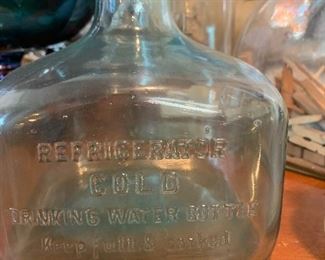 REFRIGERATOR
COLD
DRINKING WATER BOTTLE
Keep full & corked